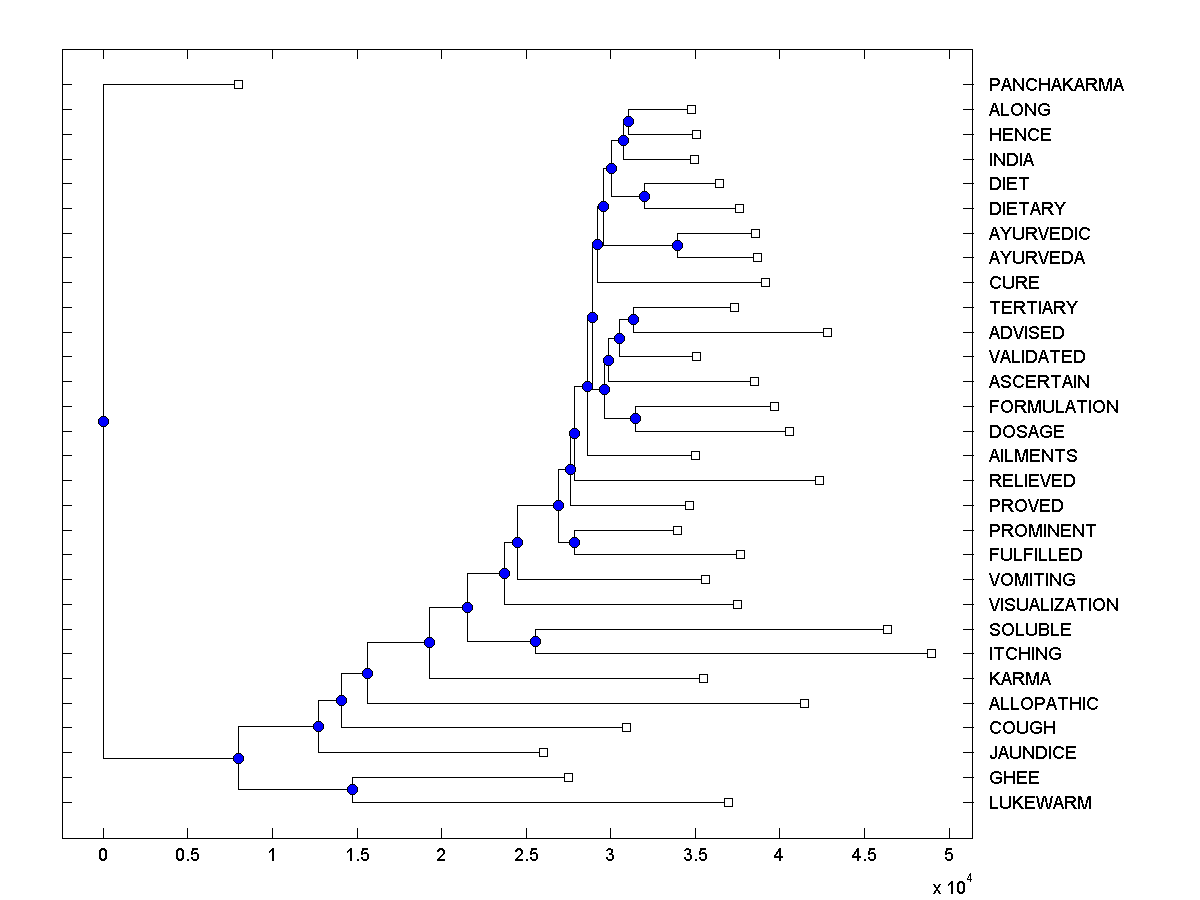 PANCHAKARMA
ALONG
HENCE
INDIA
DIET
DIETARY
AYURVEDIC
AYURVEDA
CURE
TERTIARY
ADVISED
VALIDATED
ASCERTAIN
FORMULATION
DOSAGE
AILMENTS
RELIEVED
PROVED
PROMINENT
FULFILLED
VOMITING
VISUALIZATION
SOLUBLE
ITCHING
KARMA
ALLOPATHIC
COUGH
JAUNDICE
GHEE
LUKEWARM
0 0.5 1 1.5 2 2.5 3 3.5 4 4.5 5
x 10^4